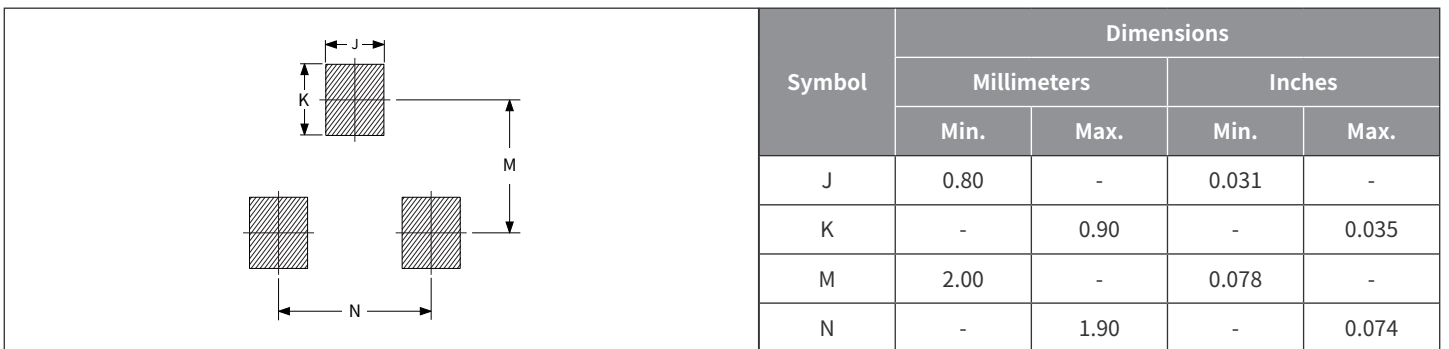 J
K
M
N
Symbol Dimensions
Millimeters Inches
Min. Max. Min. Max.
J 0.80 - 0.031 -
K - 0.90 - 0.035
M 2.00 - 0.078 -
N - 1.90 - 0.074